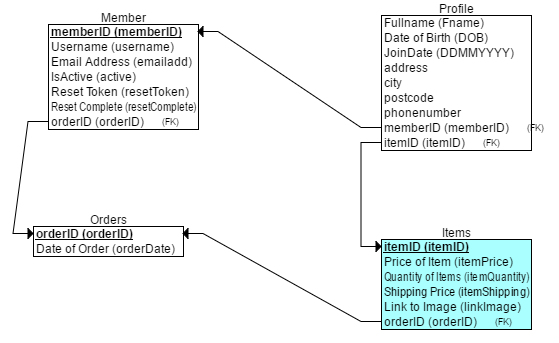 Member
memberID (memberID)
Username (username)
Email Address (emailadd)
IsActive (active)
Reset Token (resetToken)
Reset Complete (resetComplete)
orderID (orderID) (FK)
Profile
Fullname (Fname)
Date of Birth (DOB)
JoinDate (DDMMYYYY)
address
city
postcode
phonenumber
memberID (memberID) (FK)
itemID (itemID) (FK)
Orders
orderID (orderID)
Date of Order (orderDate)
Items
itemID (itemID)
Price of Item (itemPrice)
Quantity of Items (itemQuantity)
Shipping Price (itemShipping)
Link to Image (linkImage)
orderID (orderID) (FK)